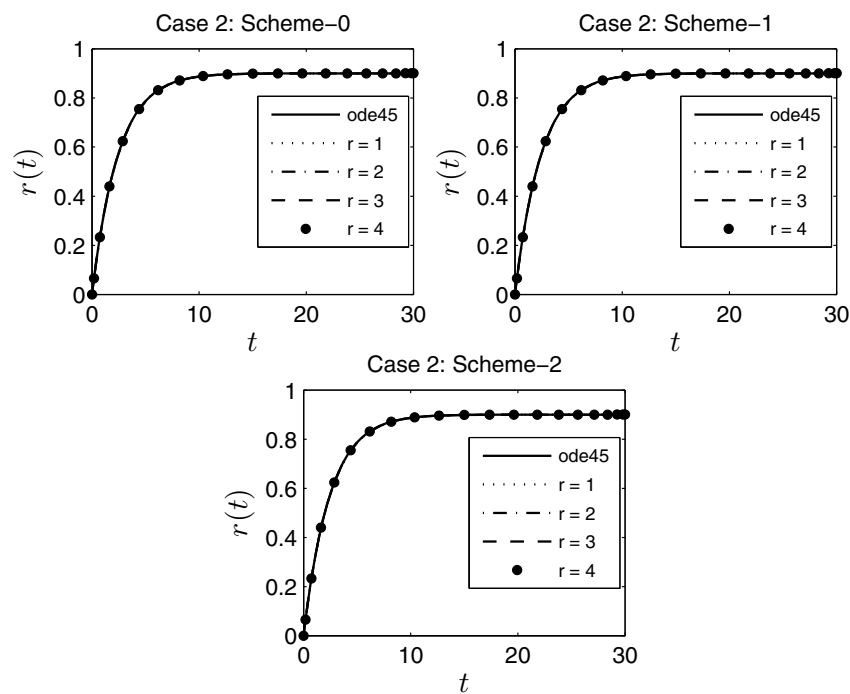 Case 2: Scheme−0
1
0.8
0.6
0.4
0.2
0
r(t)
0
10
20
30
t
ode45
r = 1
r = 2
r = 3
r = 4
Case 2: Scheme−1
1
0.8
0.6
0.4
0.2
0
r(t)
0
10
20
30
t
ode45
r = 1
r = 2
r = 3
r = 4
Case 2: Scheme−2
1
0.8
0.6
0.4
0.2
0
r(t)
0
10
20
30
t
ode45
r = 1
r = 2
r = 3
r = 4